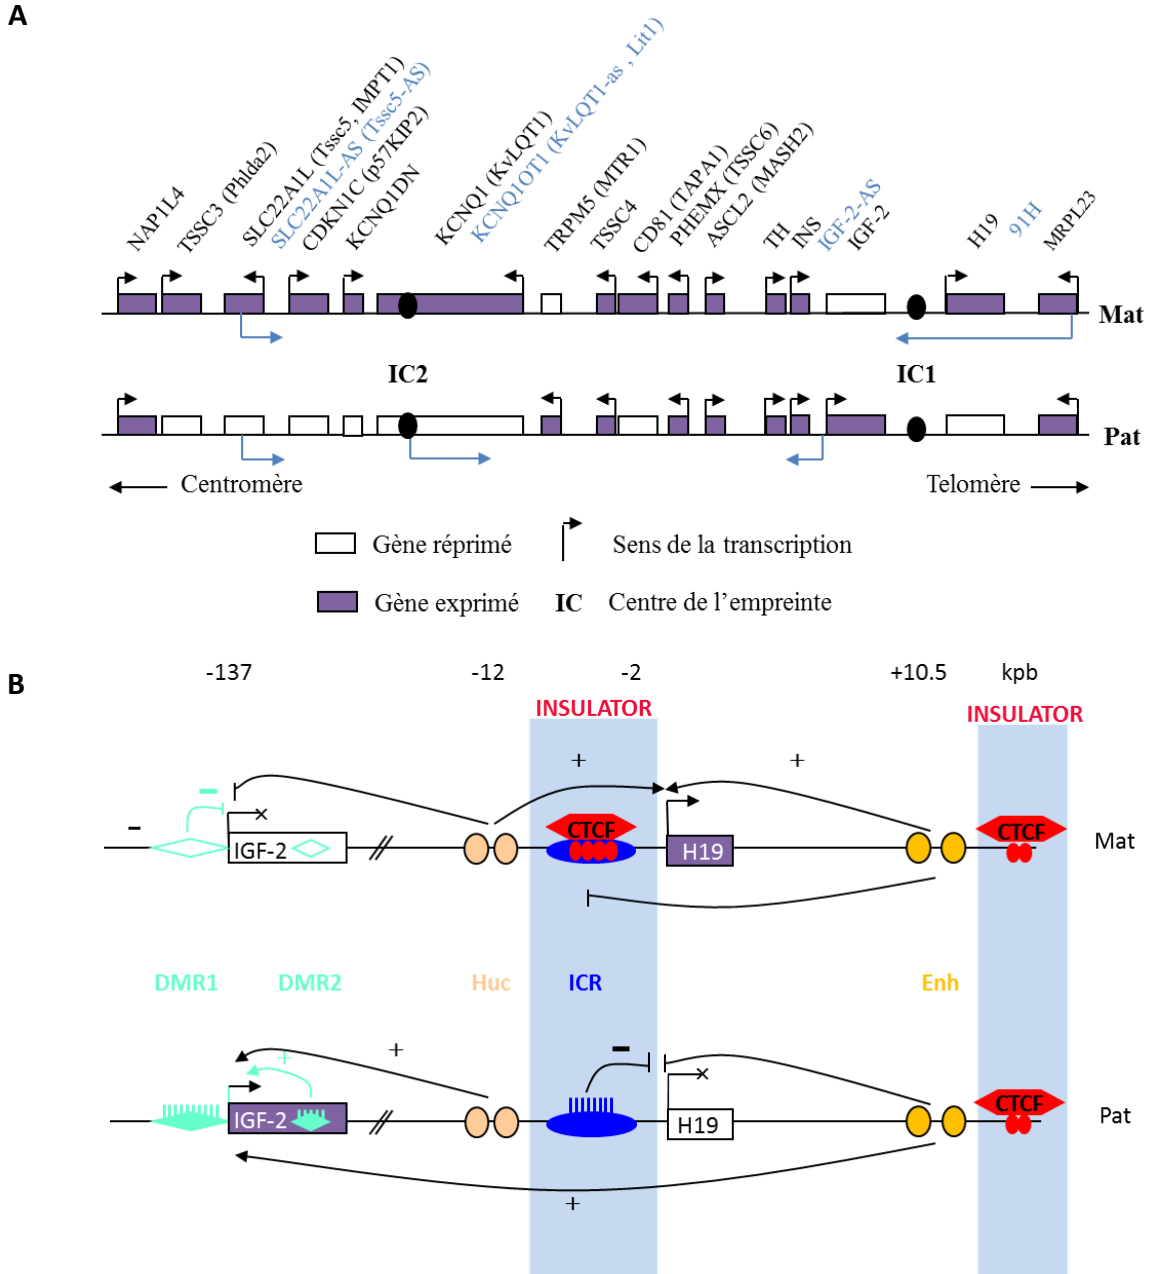 A
NAP1L4
TSSC3 (Phlda2)
SLC22A1L (Tssc5, IMPT1)
SLC22A1L-AS (Tssc5-AS)
CDKN1C (p57KIP2)
KCNQ1DN
KCNQ1 (KvLQT1)
KCNQ1OT1 (KvLQT1-as , Lit1)
TRPM5 (MTR1)
TSSC4
CD81 (TAPA1)
PHEMX (TSSC6)
ASCL2 (MASH2)
TH
INS
IGF-2-AS
IGF-2
H19
91H
MRPL23
Mat
IC2
IC1
Pat
Centromère
Telomère
Gène réprimé
Sens de la transcription
Gène exprimé
IC
Centre de l’empreinte
B
-137
-12
-2
+10.5
kpb
INSULATOR
INSULATOR
+
+
-
-
IGF-2
CTCF
H19
CTCF
Mat
DMR1
DMR2
Huc
ICR
Enh
+
+
-
IGF-2
H19
CTCF
Pat
+